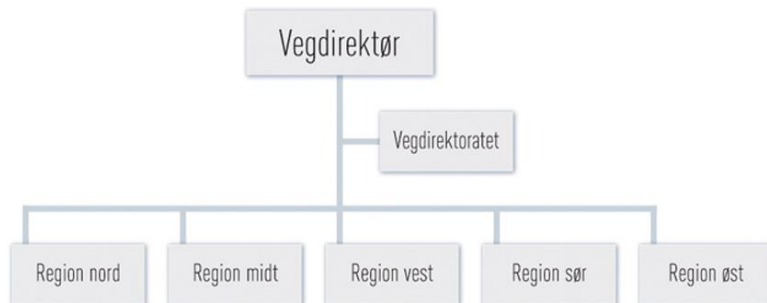 Vegdirektør
Vegdirektoratet
Region nord
Region midt
Region vest
Region sør
Region øst